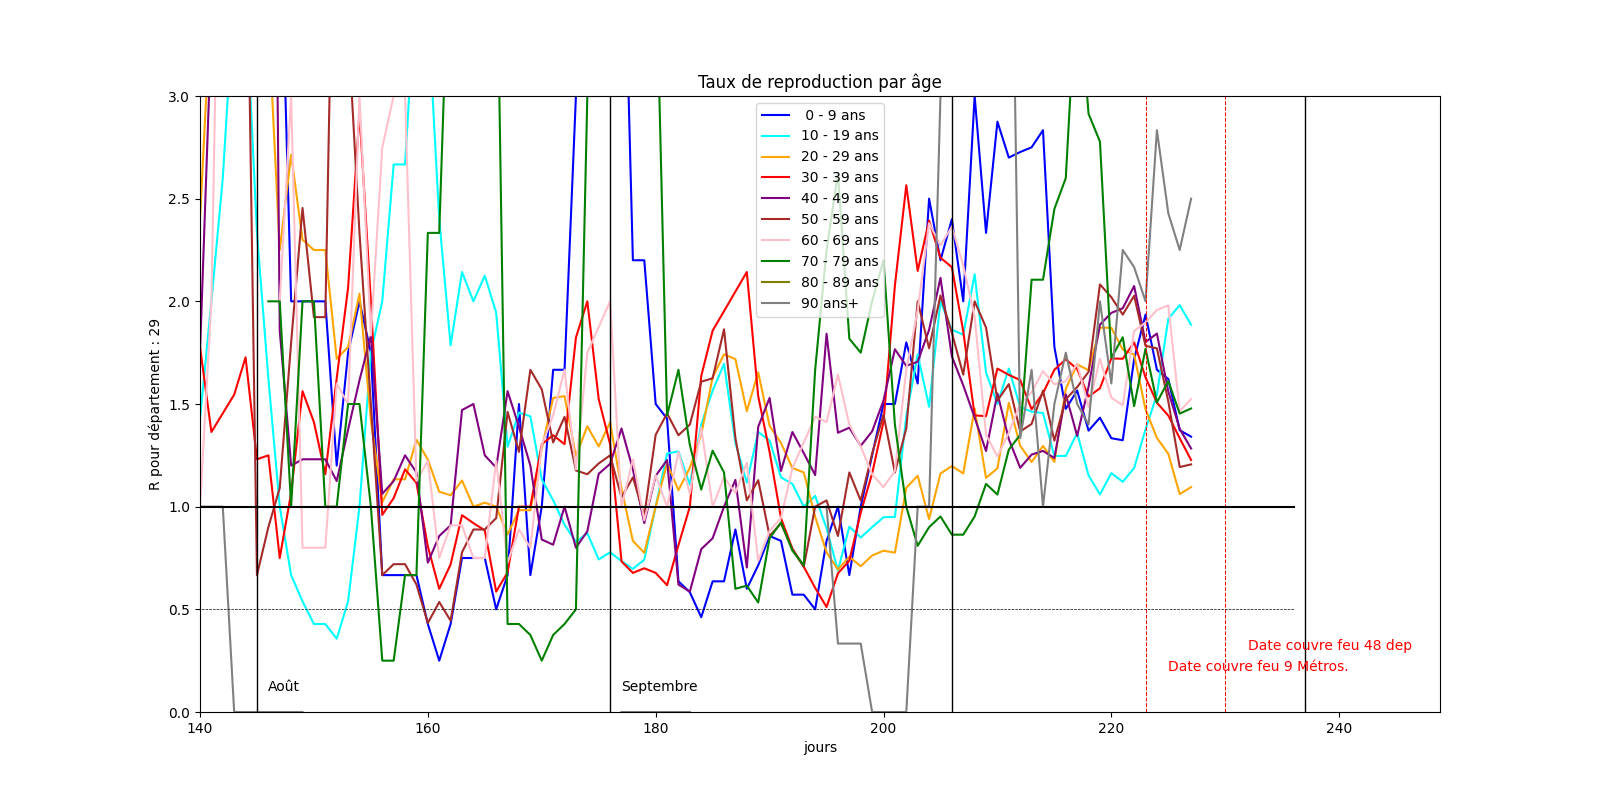 Taux de reproduction par âge
3.0
2.5
2.0
1.5
1.0
0.5
0.0
R pour département : 29
0 - 9 ans
10 - 19 ans
20 - 29 ans
30 - 39 ans
40 - 49 ans
50 - 59 ans
60 - 69 ans
70 - 79 ans
80 - 89 ans
90 ans+
Date couvre feu 48 dep
Date couvre feu 9 Métros.
Août
Septembre
140
160
180
200
220
240
jours